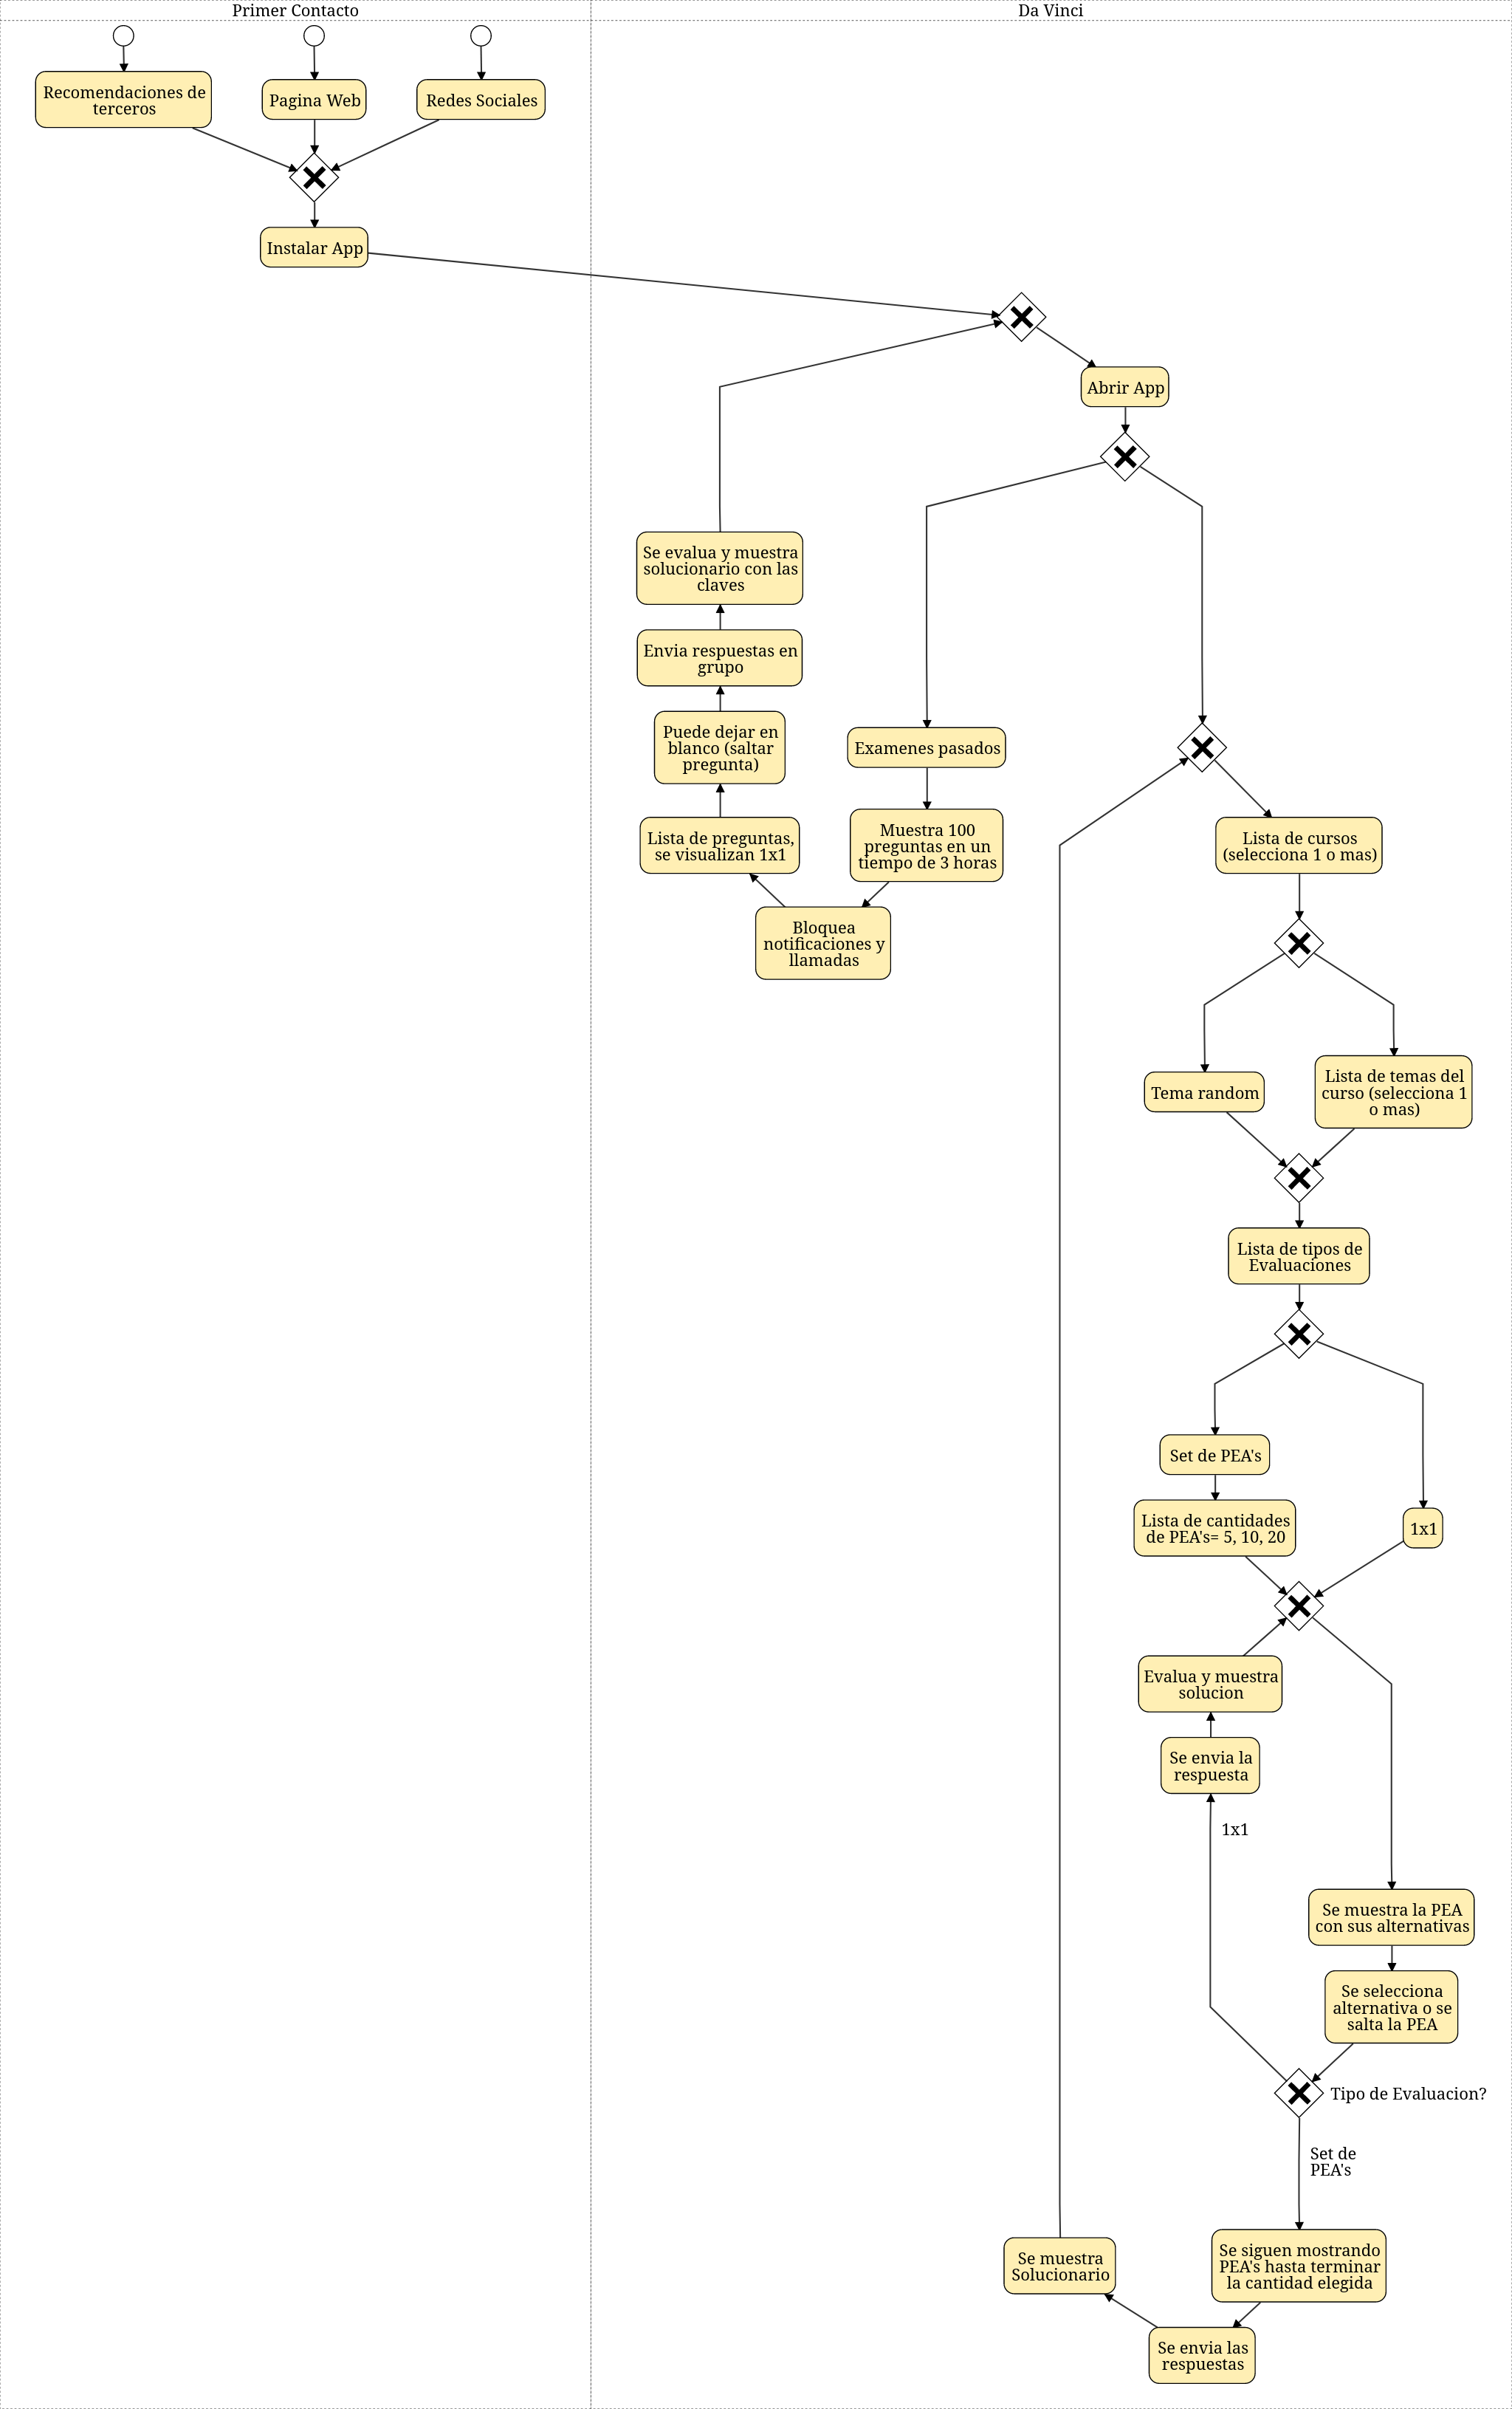 Primer Contacto
Da Vinci
Recomendaciones de
terceros
Pagina Web
Redes Sociales
Instalar App
Abrir App
Se evalua y muestra
solucionario con las
claves
Envia respuestas en
grupo
Puede dejar en
blanco (saltar
pregunta)
Examenes pasados
Lista de preguntas,
se visualizan 1x1
Muestra 100
preguntas en un
tiempo de 3 horas
Lista de cursos
(selecciona 1 o mas)
Bloquea
notificaciones y
llamadas
Tema random
Lista de temas del
curso (selecciona 1
o mas)
Lista de tipos de
Evaluaciones
Set de PEA's
Lista de cantidades
de PEA's= 5, 10, 20
1x1
Evalua y muestra
solucion
Se envia la
respuesta
1x1
Se muestra la PEA
con sus alternativas
Se selecciona
alternativa o se
salta la PEA
Tipo de Evaluacion?
Set de
PEA's
Se muestra
Solucionario
Se siguen mostrando
PEA's hasta terminar
la cantidad elegida
Se envia las
respuestas